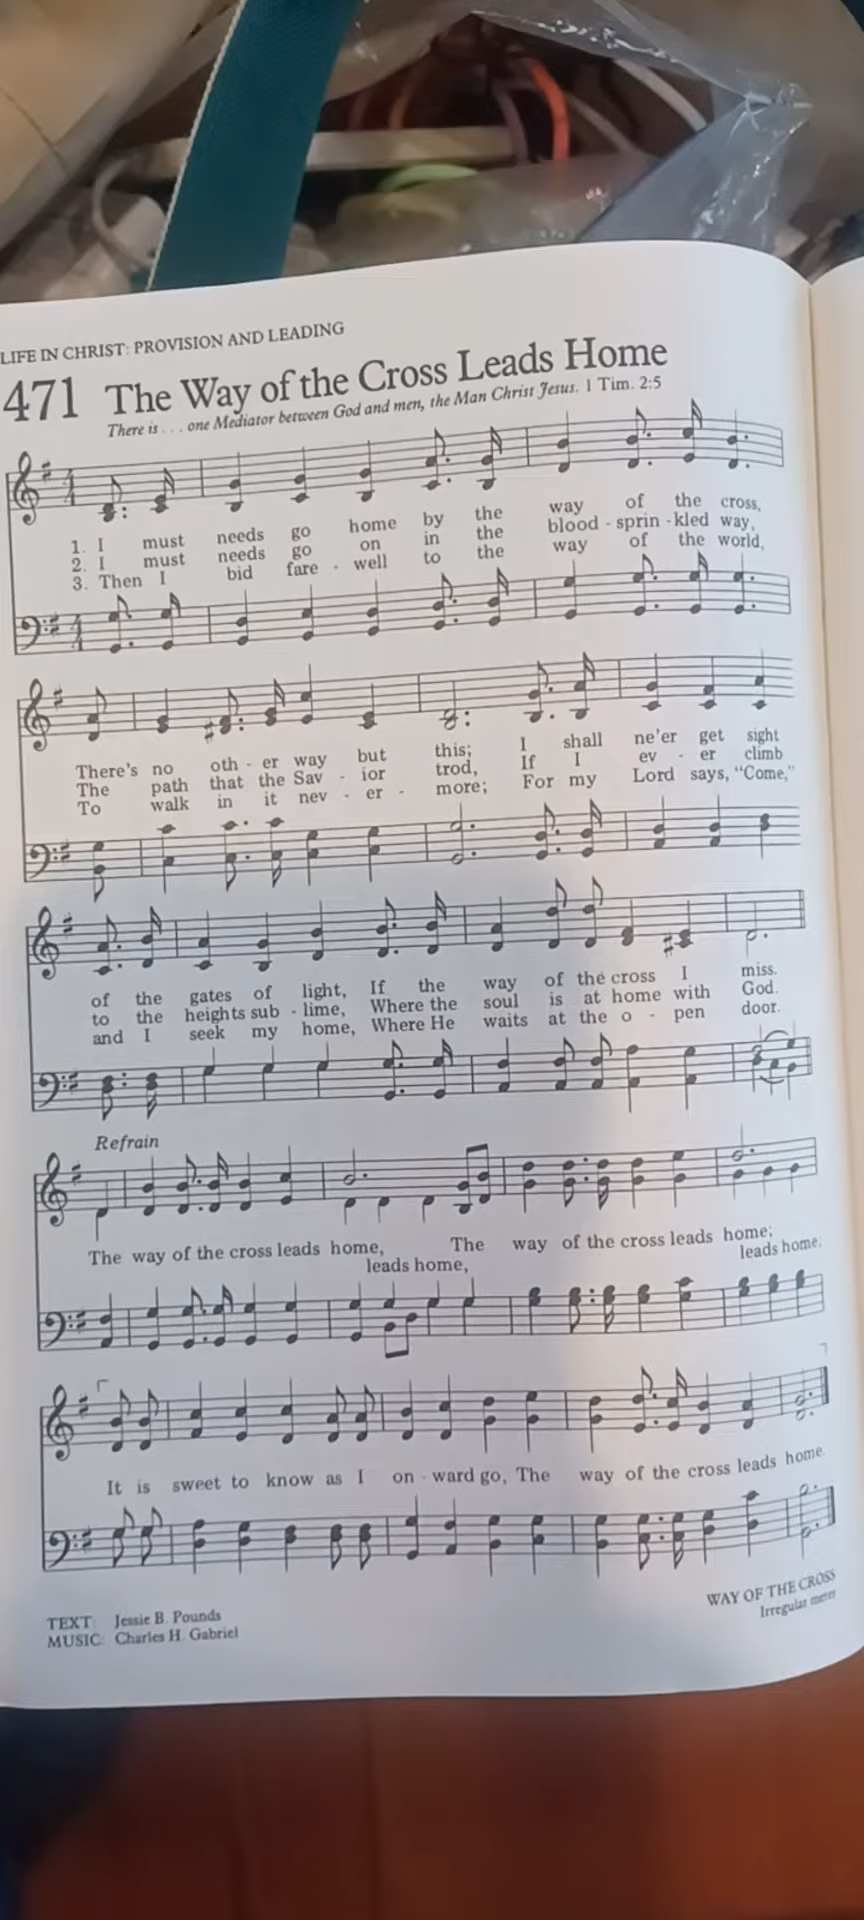 LIFE IN CHRIST: PROVISION AND LEADING
471 The Way of the Cross Leads Home
There is . . . one Mediator between God and men, the Man Christ Jesus. 1 Tim. 2:5
1. I must needs go home by the way of the cross,
2. I must needs go on in the blood - sprin - kled way,
3. Then I bid fare - well to the way of the world,
There's no oth - er way but this; I shall ne'er get sight
The path that the Sav - ior trod, If I ev - er climb
To walk in it nev - er - more; For my Lord says, "Come,"
of the gates of light, If the way of the cross I miss.
to the heights sub - lime, Where the soul is at home with God.
and I seek my home, Where He waits at the o - pen door.
Refrain
The way of the cross leads home, The way of the cross leads home;
leads home, leads home;
It is sweet to know as I on - ward go, The way of the cross leads home.
TEXT: Jessie B. Pounds
MUSIC: Charles H. Gabriel
WAY OF THE CROSS
Irregular meter